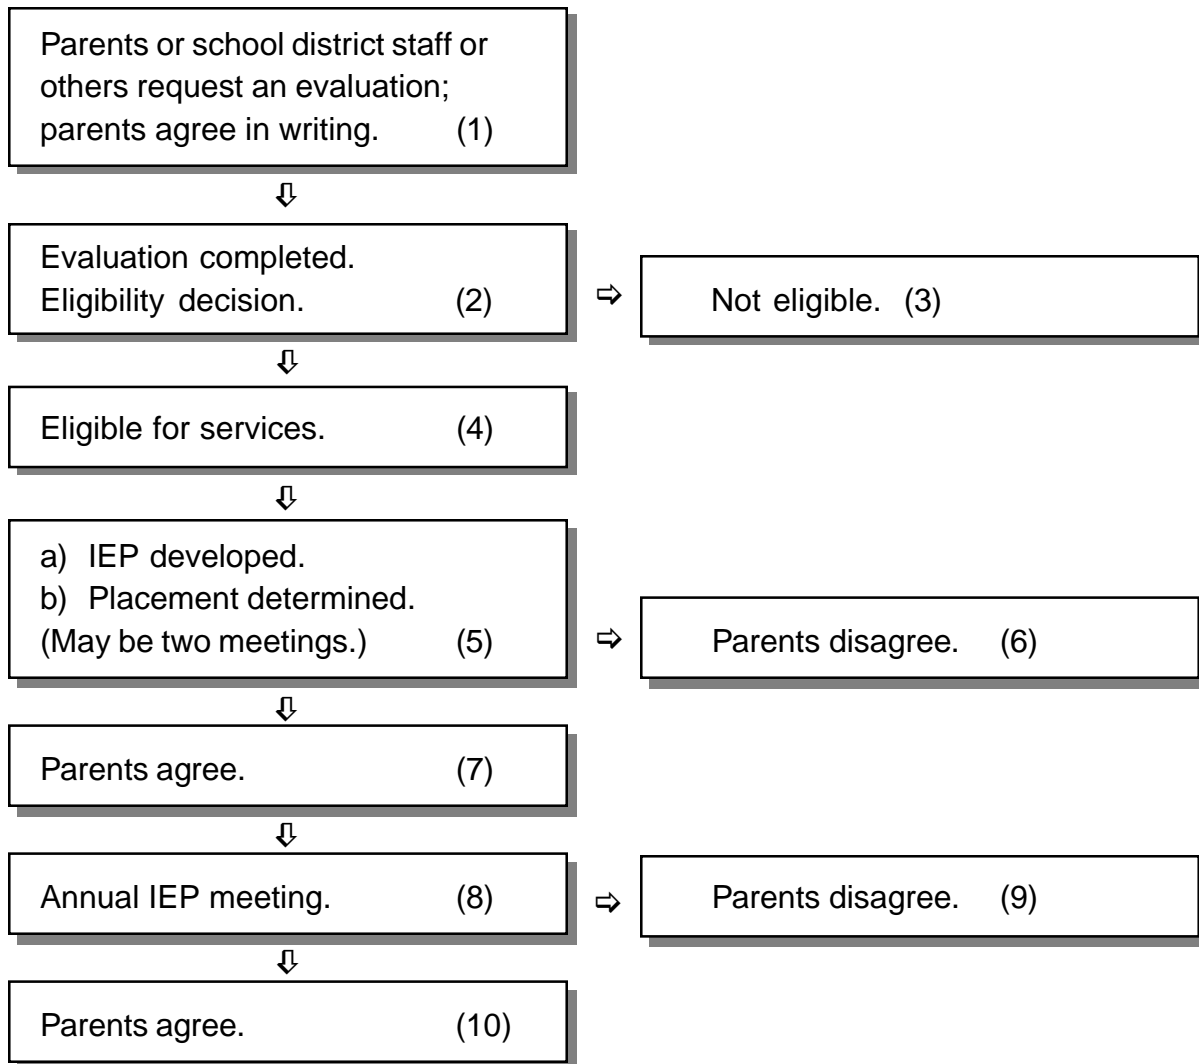 Parents or school district staff or
others request an evaluation;
parents agree in writing. (1)
Evaluation completed.
Eligibility decision. (2)
Not eligible. (3)
Eligible for services. (4)
a) IEP developed.
b) Placement determined.
(May be two meetings.) (5)
Parents disagree. (6)
Parents agree. (7)
Annual IEP meeting. (8)
Parents disagree. (9)
Parents agree. (10)